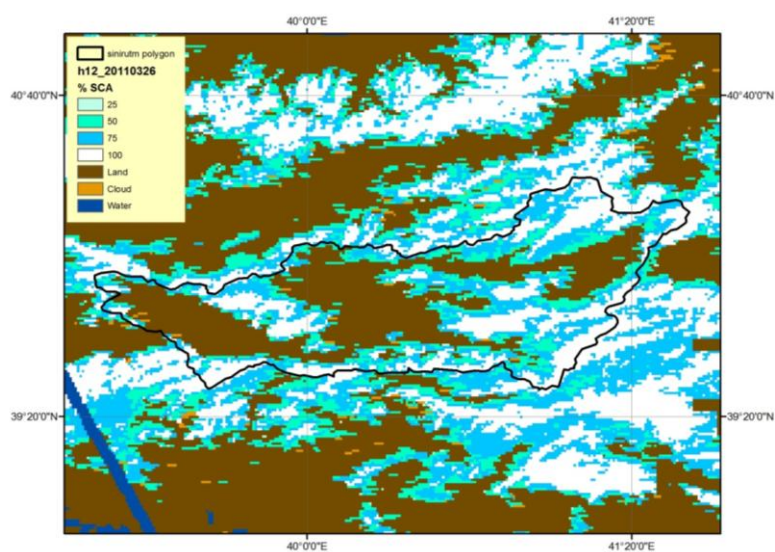 40°0'0"E 41°20'0"E
sinirutm polygon
h12_20110326
% SCA
25
50
75
100
Land
Cloud
Water
40°40'0"N 40°40'0"N
39°20'0"N 39°20'0"N
40°0'0"E 41°20'0"E